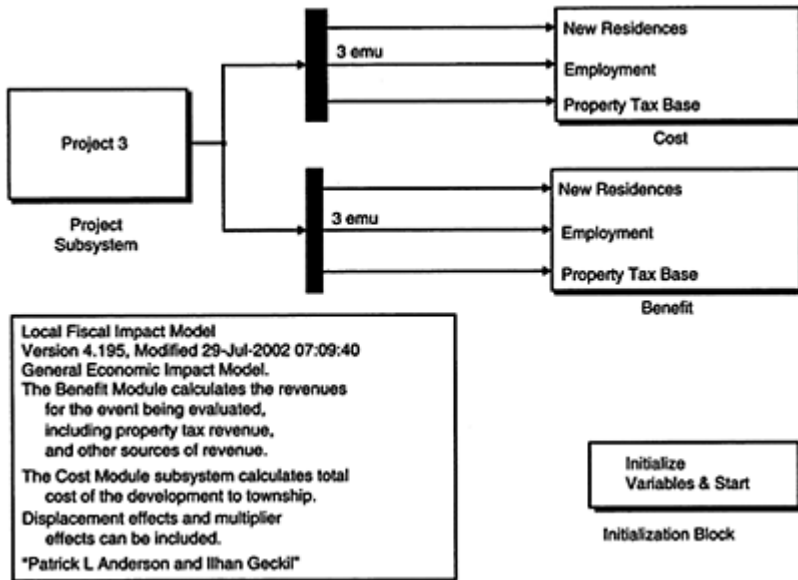 New Residences
3 emu
Employment
Property Tax Base
Cost
Project 3
Project
Subsystem
New Residences
3 emu
Employment
Property Tax Base
Benefit
Local Fiscal Impact Model
Version 4.195, Modified 29-Jul-2002 07:09:40
General Economic Impact Model.
The Benefit Module calculates the revenues
for the event being evaluated,
including property tax revenue,
and other sources of revenue.
The Cost Module subsystem calculates total
cost of the development to township.
Displacement effects and multiplier
effects can be included.
"Patrick L Anderson and Ilhan Geckil"
Initialize
Variables & Start
Initialization Block